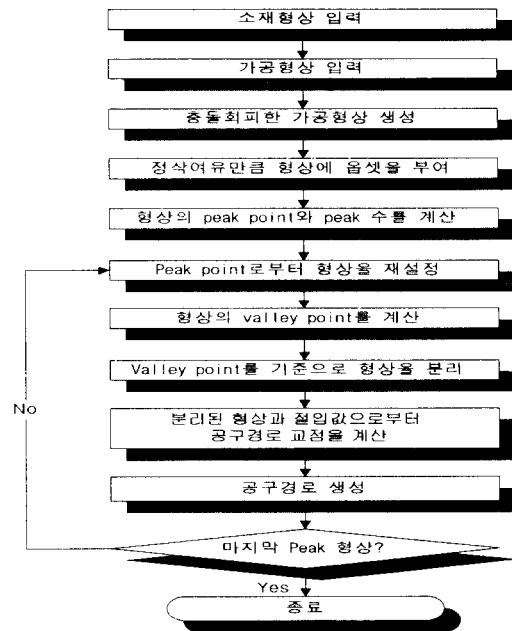 소재형상 입력
가공형상 입력
충돌회피한 가공형상 생성
정삭여유만큼 형상에 옵셋을 부여
형상의 peak point와 peak 수를 계산
Peak point로부터 형상을 재설정
형상의 valley point를 계산
Valley point를 기준으로 형상을 분리
No
분리된 형상과 절입값으로부터
공구경로 교점을 계산
공구경로 생성
마지막 Peak 형상?
Yes
종료